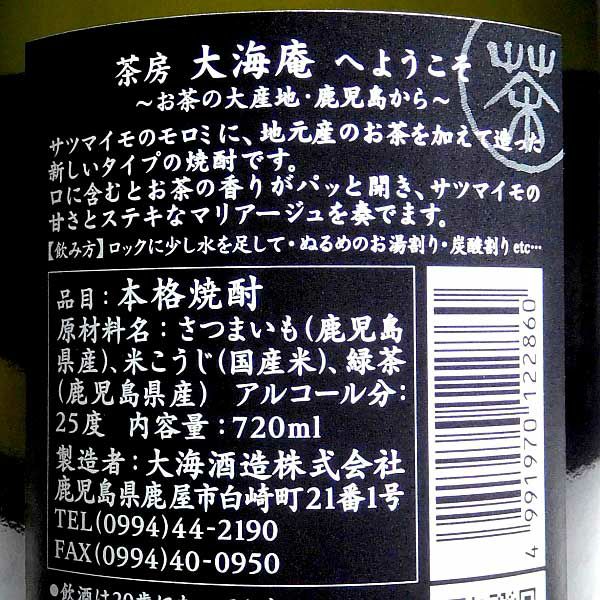 茶房 大海庵 へようこそ
～お茶の大産地・鹿児島から～
茶
サツマイモのモロミに、地元産のお茶を加えて造った
新しいタイプの焼酎です。
口に含むとお茶の香りがパッと開き、サツマイモの
甘さとステキなマリアージュを奏でます。
【飲み方】ロックに少し水を足して・ぬるめのお湯割り・炭酸割りetc…
品目：本格焼酎
原材料名：さつまいも(鹿児島
県産)、米こうじ(国産米)、緑茶
(鹿児島県産) アルコール分：
25度 内容量：720ml
製造者：大海酒造株式会社
鹿児島県鹿屋市白崎町21番1号
TEL(0994)44-2190
FAX(0994)40-0950
4 991970 122860